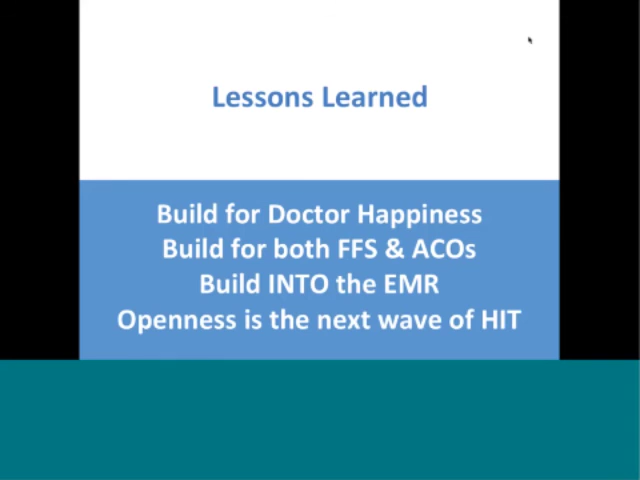 Lessons Learned
Build for Doctor Happiness
Build for both FFS & ACOs
Build INTO the EMR
Openness is the next wave of HIT